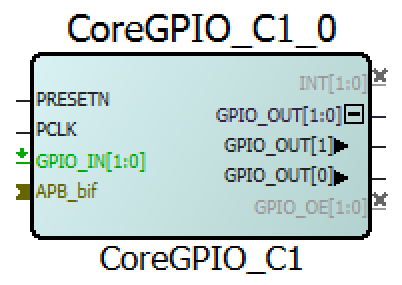 CoreGPIO_C1_0
INT[1:0]
PRESETN
GPIO_OUT[1:0]
PCLK
GPIO_OUT[1]
GPIO_IN[1:0]
GPIO_OUT[0]
APB_bif
GPIO_OE[1:0]
CoreGPIO_C1